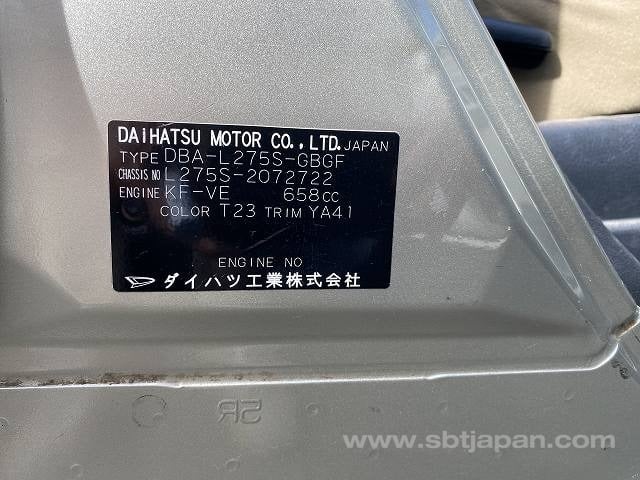 DAIHATSU MOTOR CO.,LTD. JAPAN
TYPE DBA-L275S-GBGF
CHASSIS NO L275S-2072722
ENGINE KF-VE 658CC
COLOR T23 TRIM YA41
ENGINE NO
ダイハツ工業株式会社
SR
www.sbtjapan.com